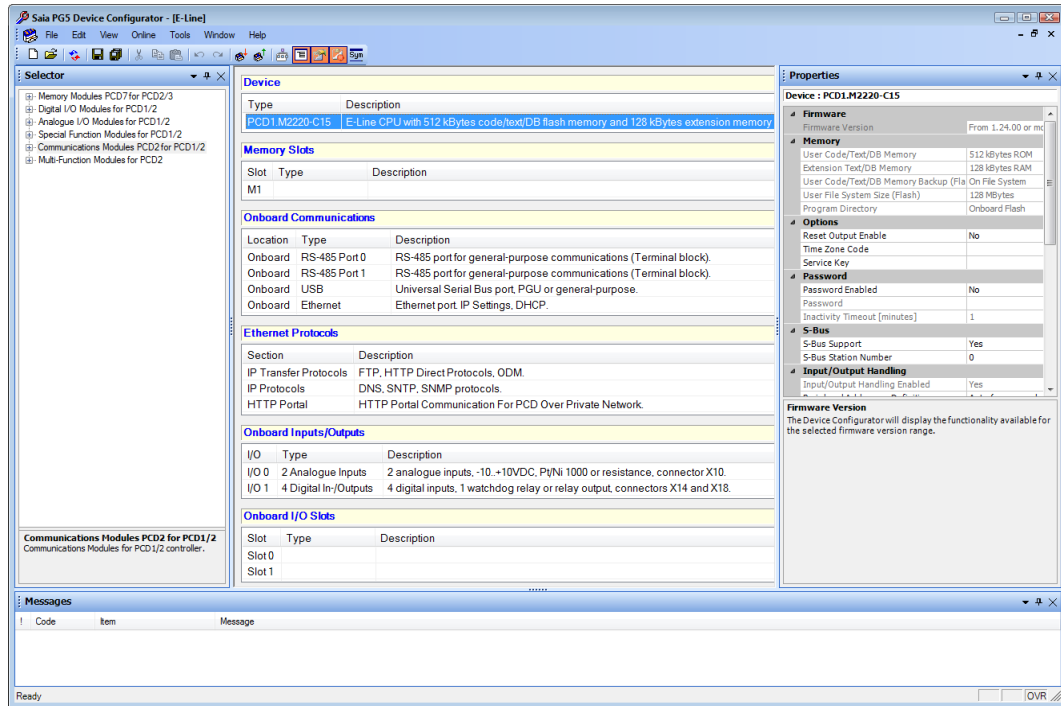 Saia PG5 Device Configurator - [E-Line]
File Edit View Online Tools Window Help
Sym
Selector
Memory Modules PCD7 for PCD2/3
Digital I/O Modules for PCD1/2
Analogue I/O Modules for PCD1/2
Special Function Modules for PCD1/2
Communications Modules PCD2 for PCD1/2
Multi-Function Modules for PCD2
Communications Modules PCD2 for PCD1/2
Communications Modules for PCD1/2 controller.
Device
Type Description
PCD1.M2220-C15 E-Line CPU with 512 kBytes code/text/DB flash memory and 128 kBytes extension memory
Memory Slots
Slot Type Description
M1
Onboard Communications
Location Type Description
Onboard RS-485 Port 0 RS-485 port for general-purpose communications (Terminal block).
Onboard RS-485 Port 1 RS-485 port for general-purpose communications (Terminal block).
Onboard USB Universal Serial Bus port, PGU or general-purpose.
Onboard Ethernet Ethernet port. IP Settings, DHCP.
Ethernet Protocols
Section Description
IP Transfer Protocols FTP, HTTP Direct Protocols, ODM.
IP Protocols DNS, SNTP, SNMP protocols.
HTTP Portal HTTP Portal Communication For PCD Over Private Network.
Onboard Inputs/Outputs
I/O Type Description
I/O 0 2 Analogue Inputs 2 analogue inputs, -10..+10VDC, Pt/Ni 1000 or resistance, connector X10.
I/O 1 4 Digital In-/Outputs 4 digital inputs, 1 watchdog relay or relay output, connectors X14 and X18.
Onboard I/O Slots
Slot Type Description
Slot 0
Slot 1
Properties
Device : PCD1.M2220-C15
Firmware
Firmware Version From 1.24.00 or mo
Memory
User Code/Text/DB Memory 512 kBytes ROM
Extension Text/DB Memory 128 kBytes RAM
User Code/Text/DB Memory Backup (Fla On File System
User File System Size (Flash) 128 MBytes
Program Directory Onboard Flash
Options
Reset Output Enable No
Time Zone Code
Service Key
Password
Password Enabled No
Password
Inactivity Timeout [minutes] 1
S-Bus
S-Bus Support Yes
S-Bus Station Number 0
Input/Output Handling
Input/Output Handling Enabled Yes
Firmware Version
The Device Configurator will display the functionality available for
the selected firmware version range.
Messages
! Code Item Message
Ready
OVR